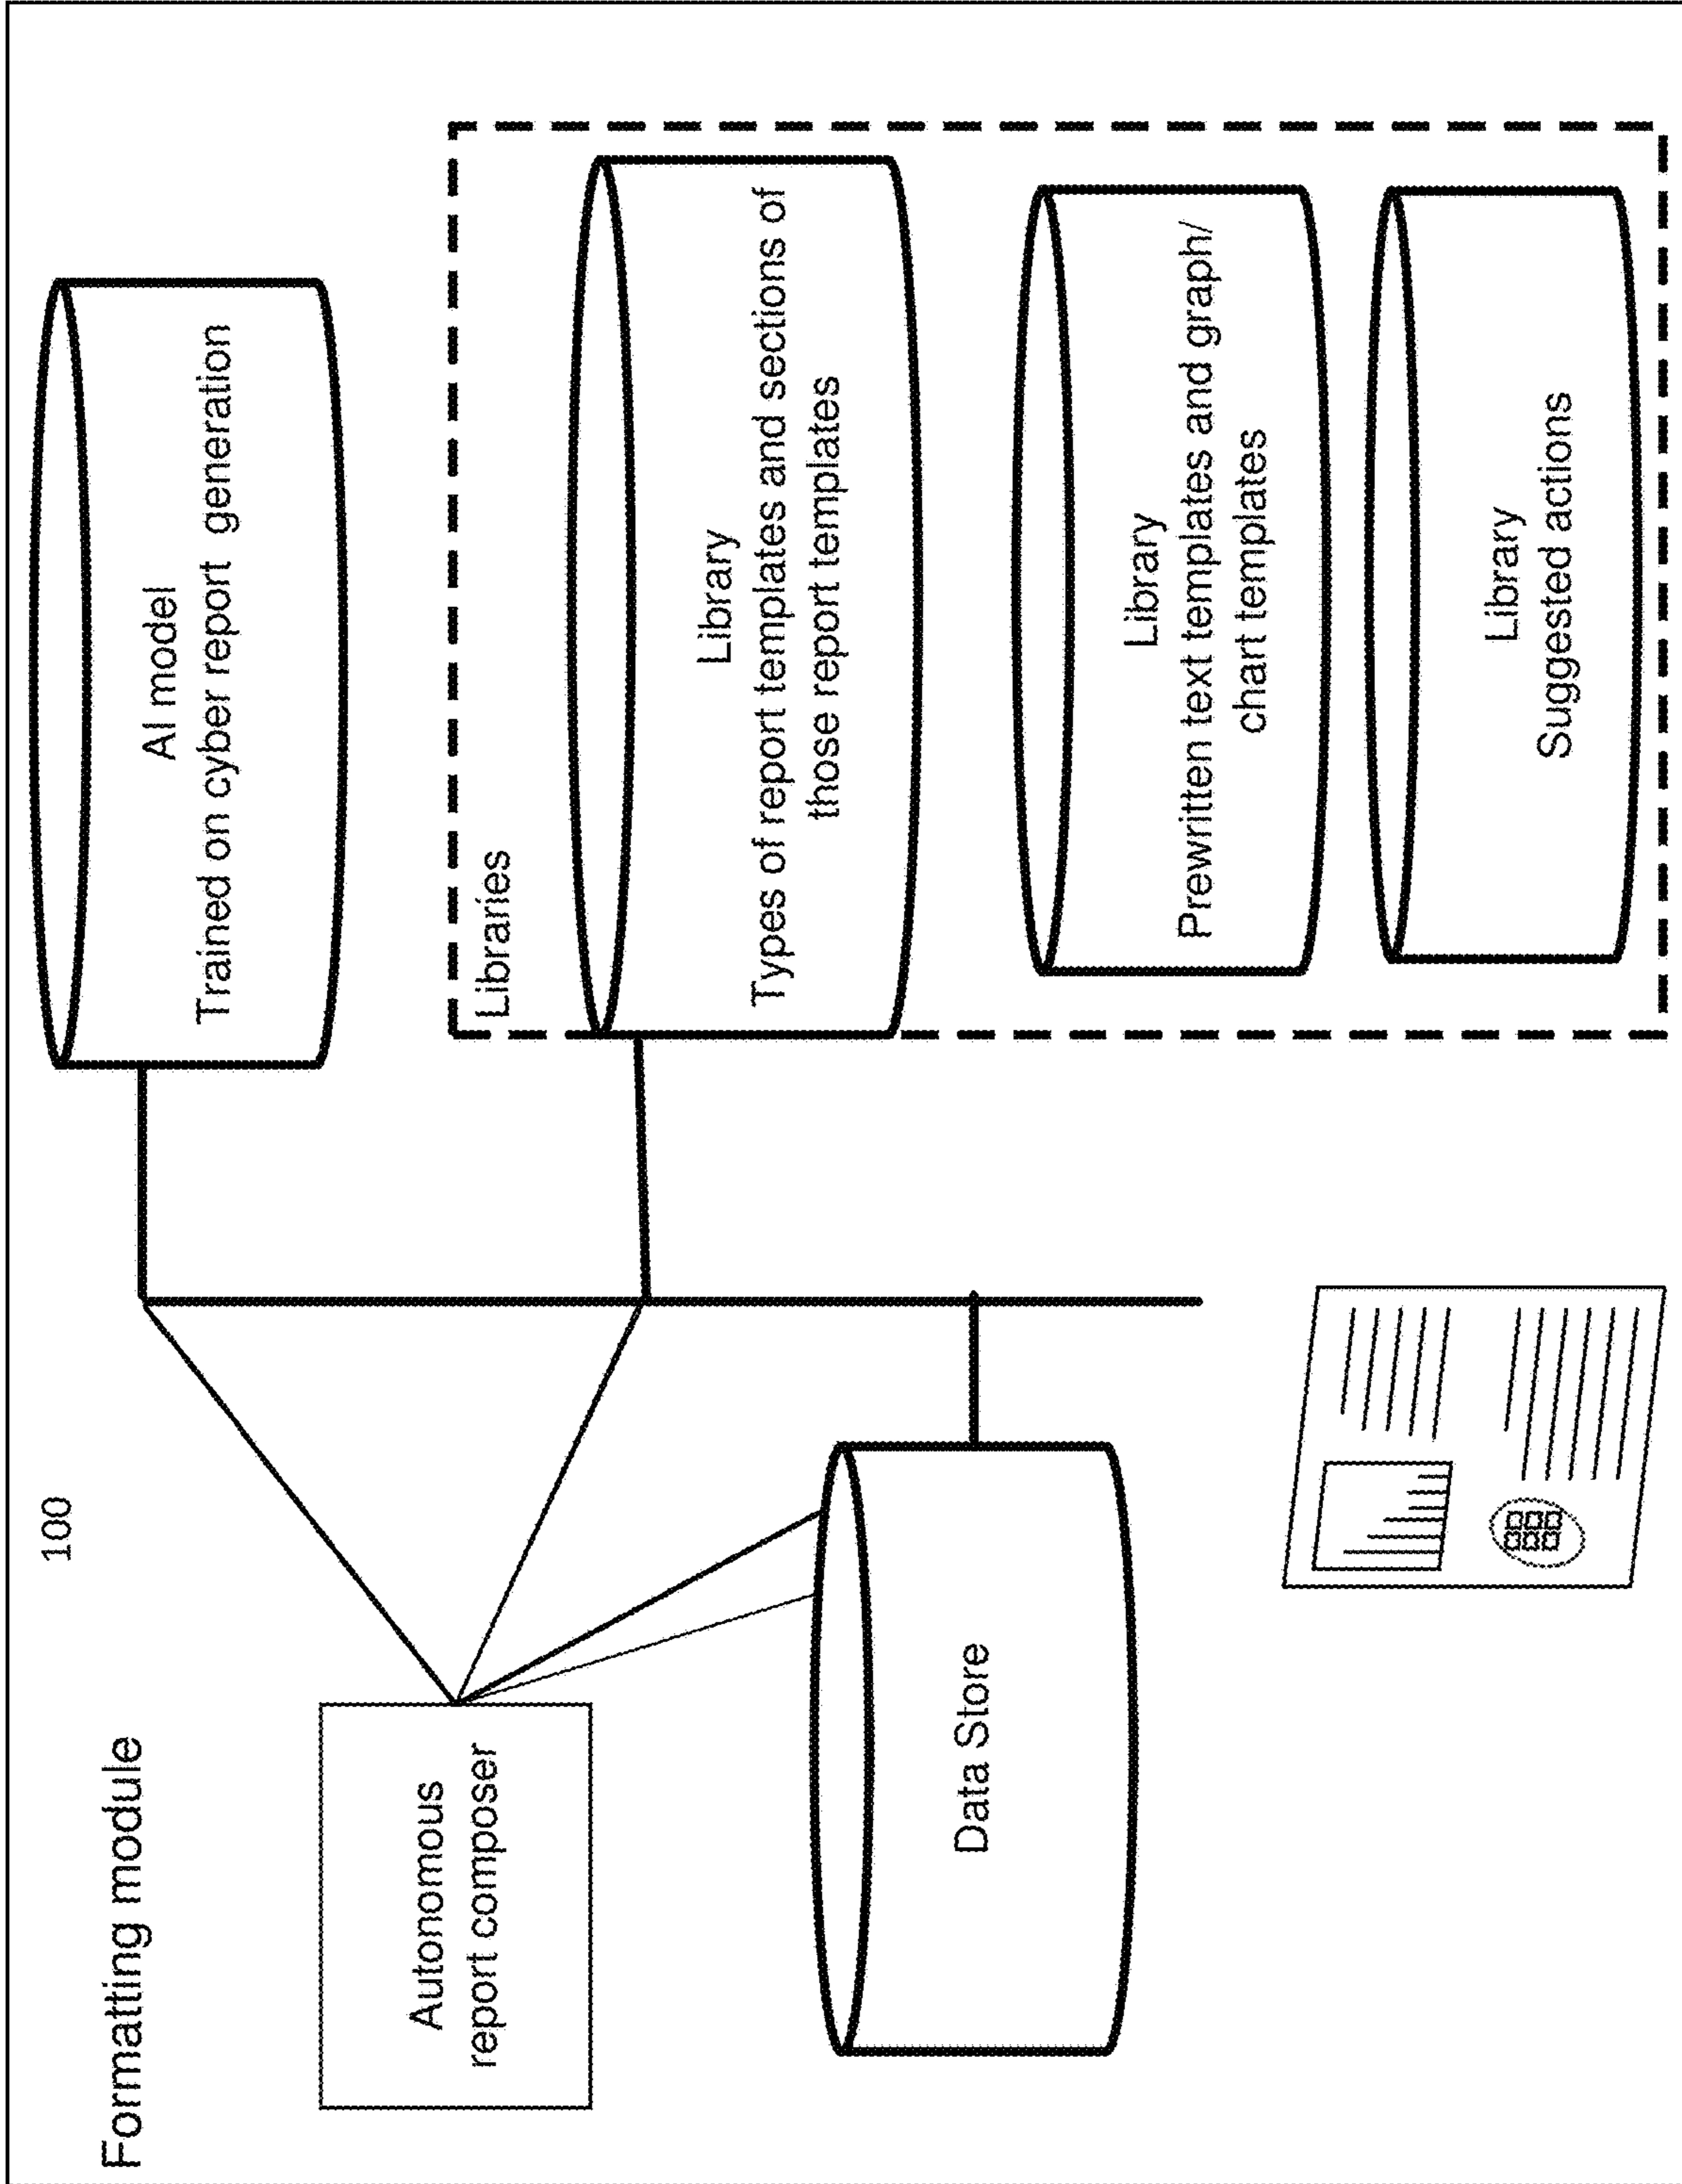 Formatting module
100
Autonomous
report composer
Data Store
AI model
Trained on cyber report generation
Libraries
Library
Types of report templates and sections of
those report templates
Library
Prewritten text templates and graph/
chart templates
Library
Suggested actions